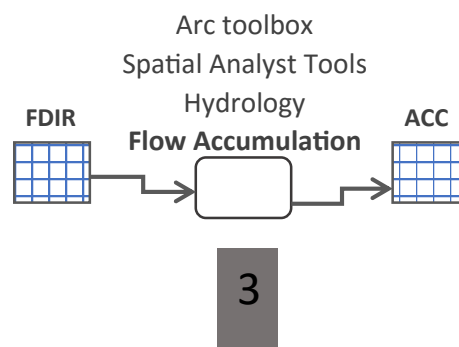 Arc toolbox
Spatial Analyst Tools
Hydrology
FDIR
ACC
Flow Accumulation
3